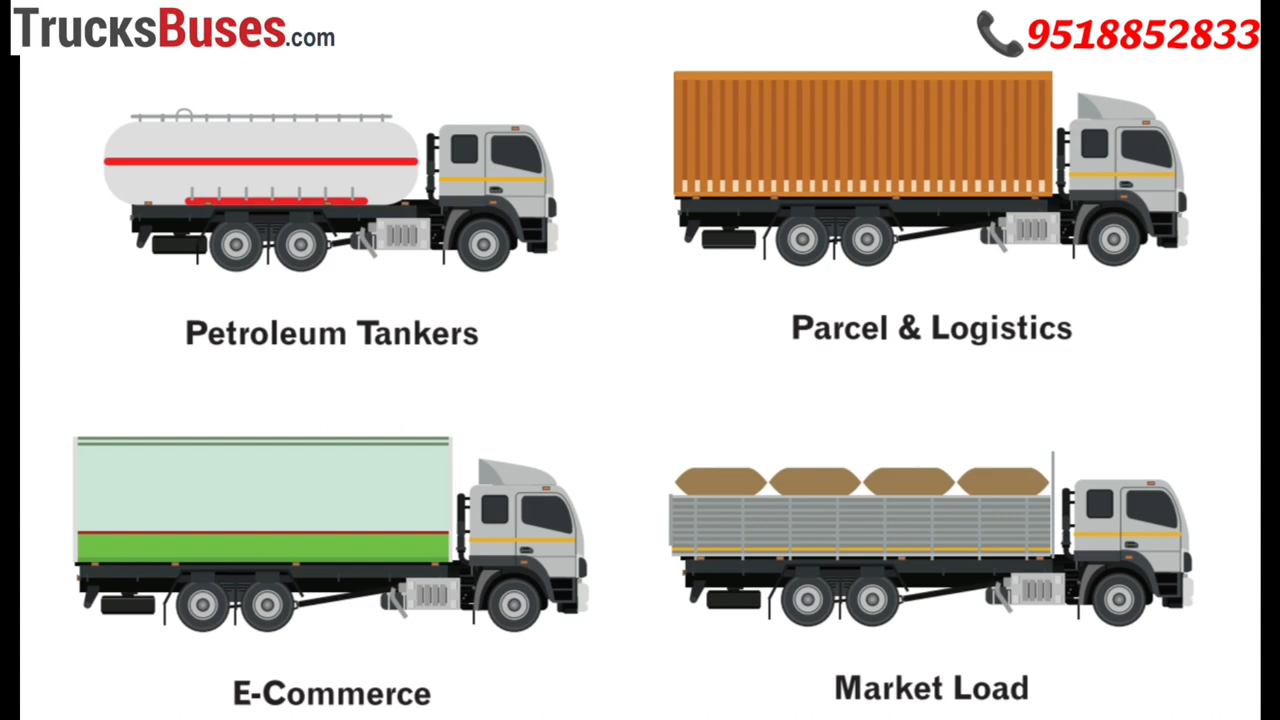 TrucksBuses.com
9518852833
Petroleum Tankers
Parcel & Logistics
E-Commerce
Market Load